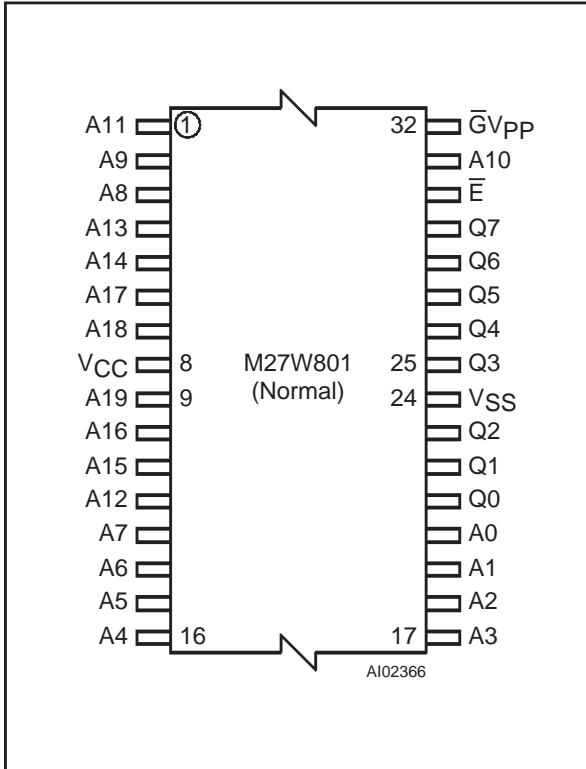 A11 1 32 G̅VPP
A9 A10
A8 E̅
A13 Q7
A14 Q6
A17 Q5
A18 Q4
VCC 8 M27W801 25 Q3
A19 9 (Normal) 24 VSS
A16 Q2
A15 Q1
A12 Q0
A7 A0
A6 A1
A5 A2
A4 16 17 A3
AI02366